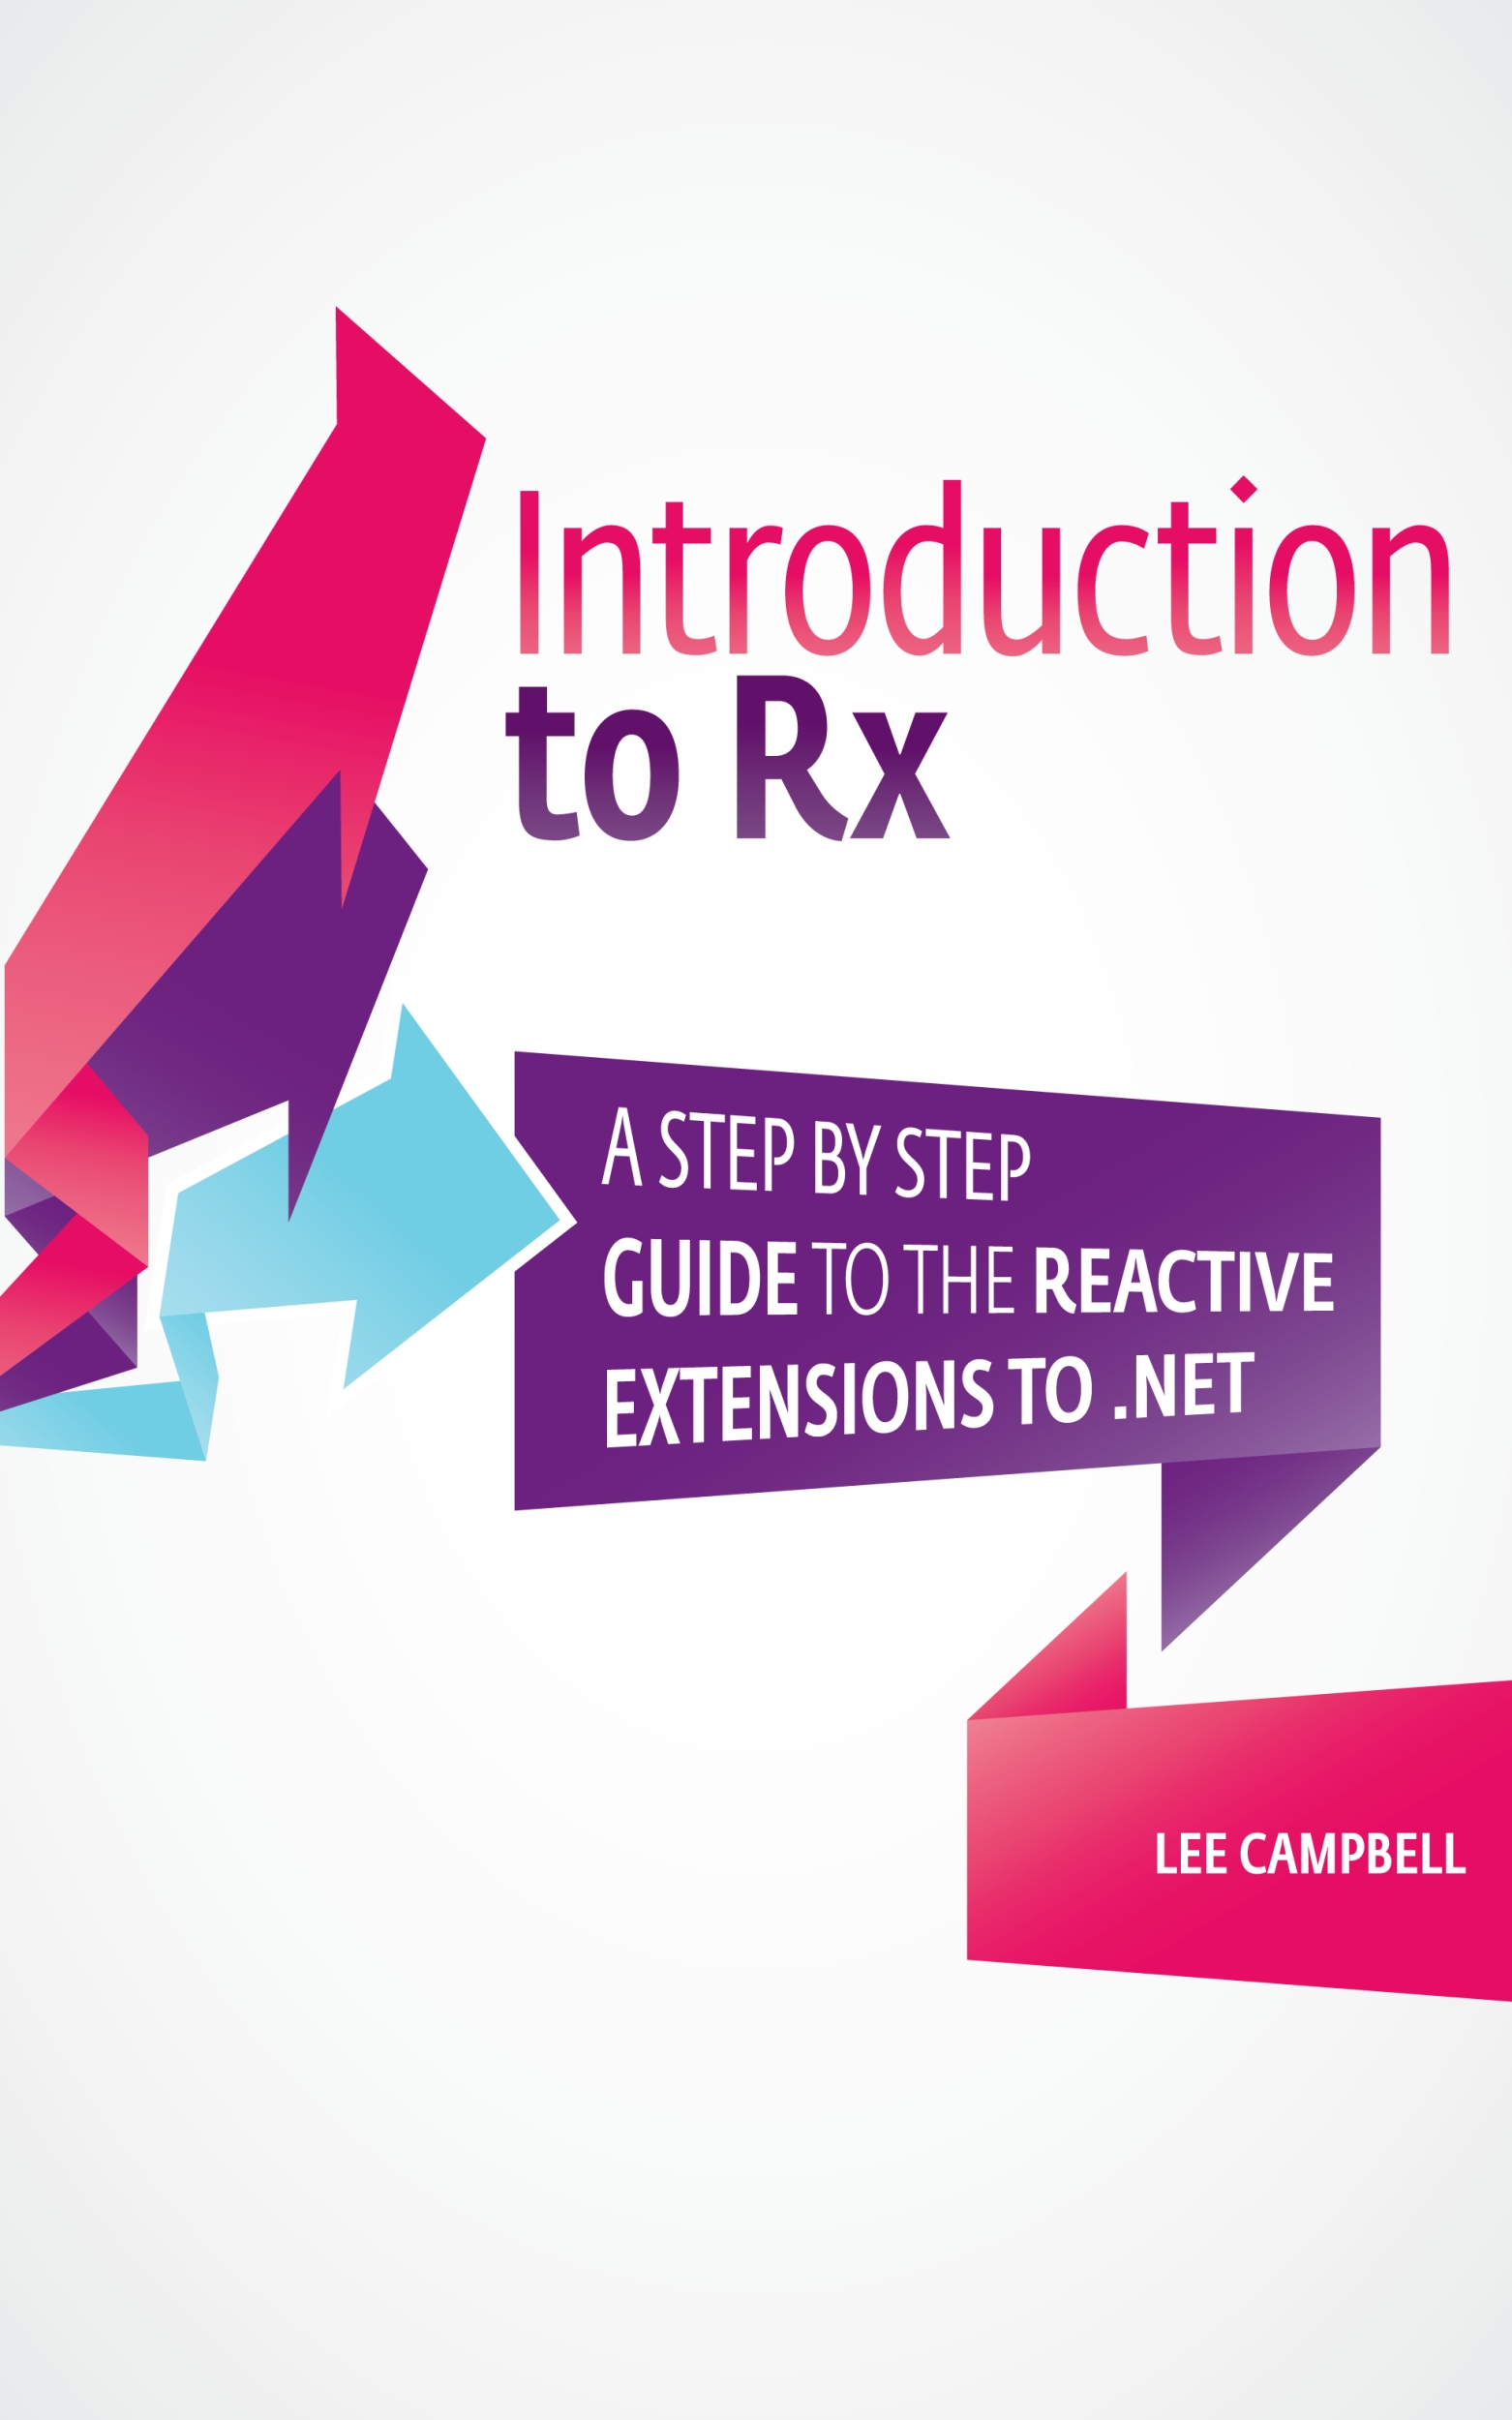 Introduction
to Rx
A STEP BY STEP
GUIDE TO THE REACTIVE
EXTENSIONS TO .NET
LEE CAMPBELL